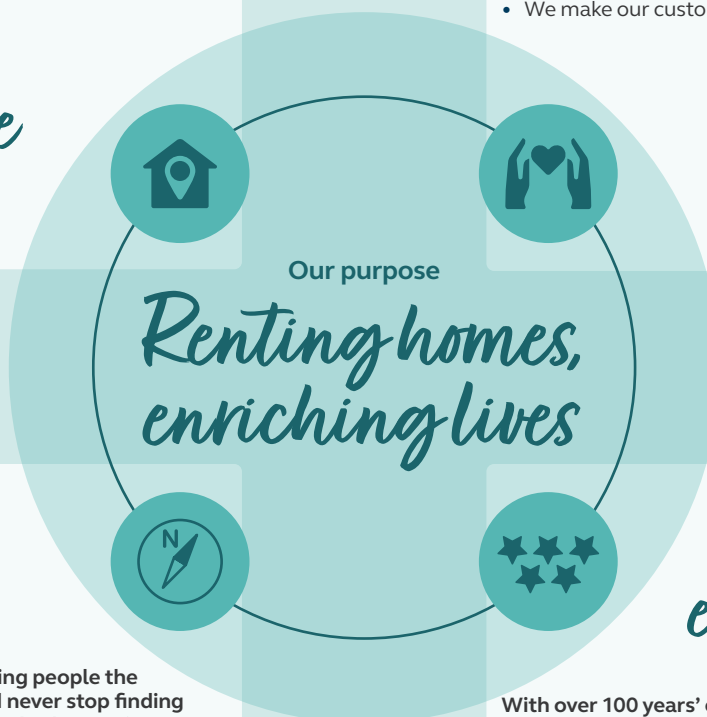 • We make our custo
e
Our purpose
Renting homes,
enriching lives
N
e
ing people the
l never stop finding
With over 100 years’